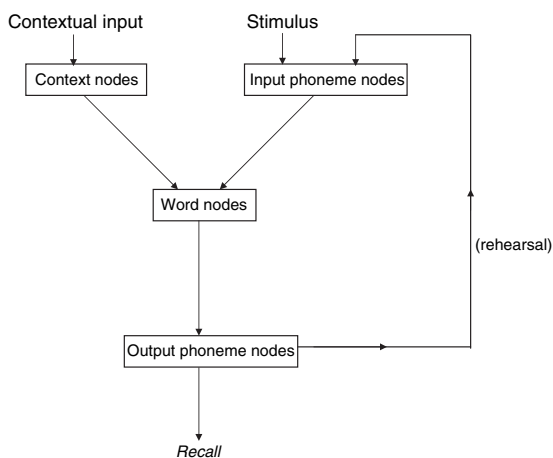 Contextual input
Stimulus
Context nodes
Input phoneme nodes
Word nodes
(rehearsal)
Output phoneme nodes
Recall